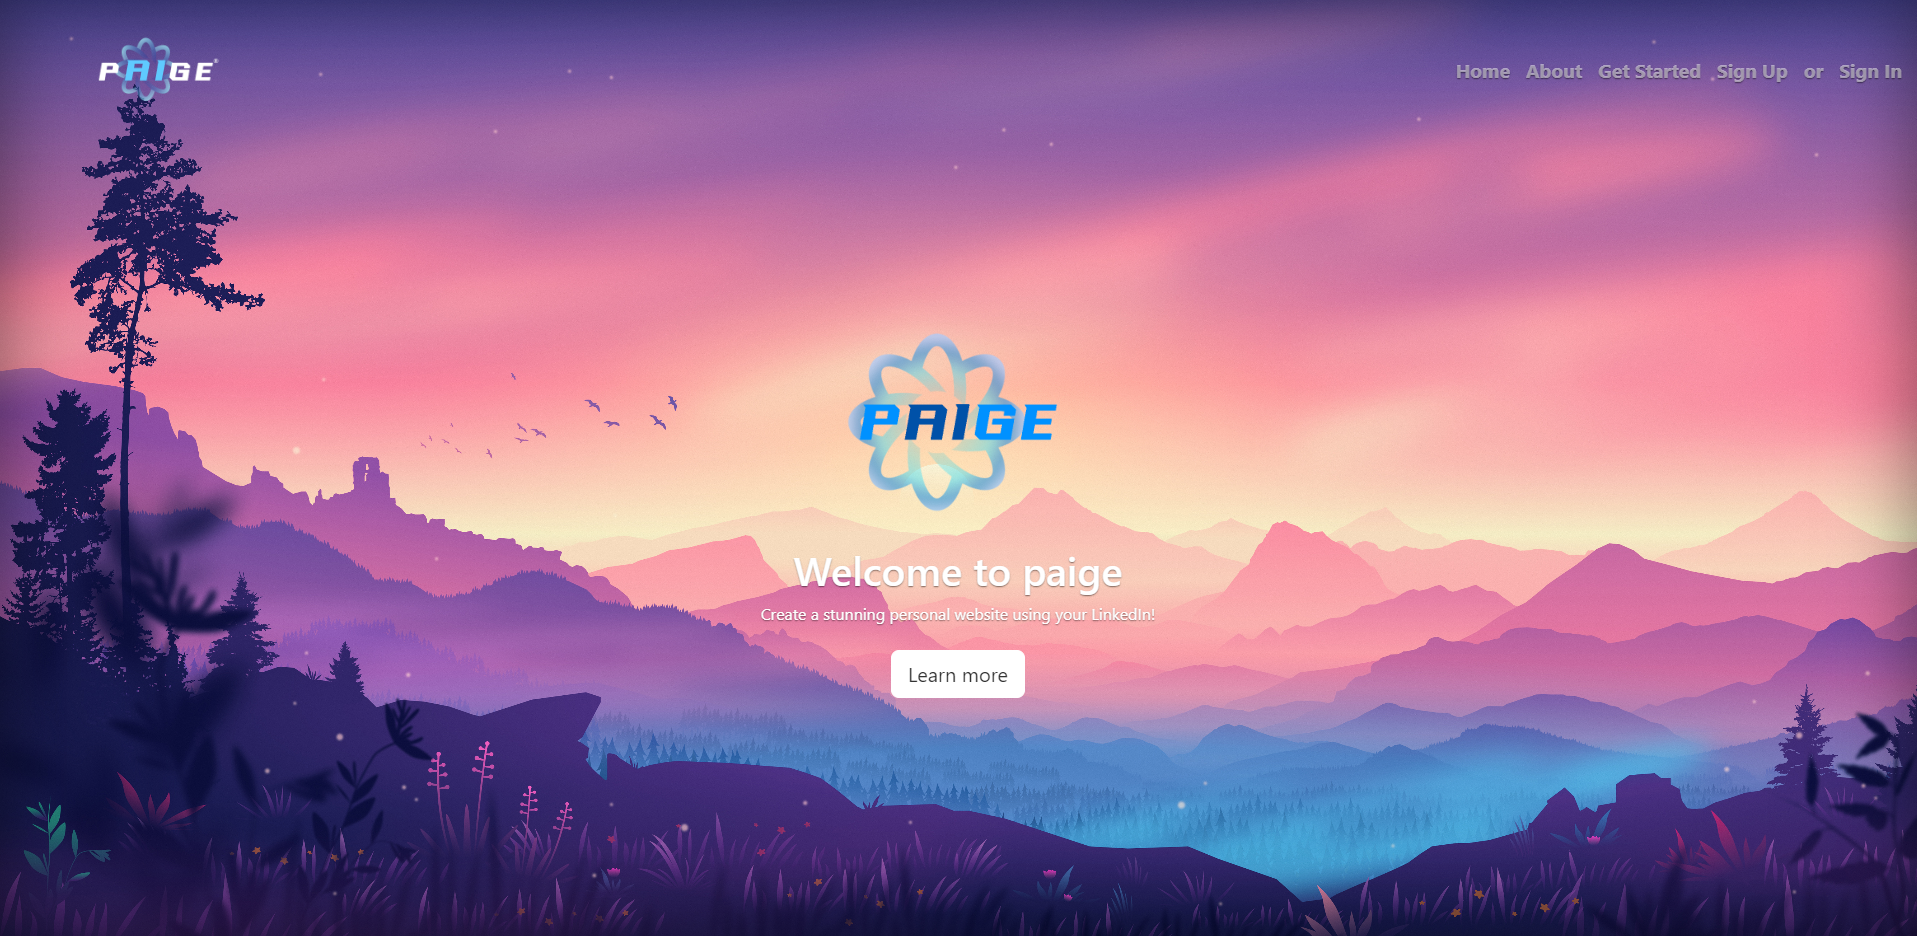 PAIGE
Home About Get Started Sign Up or Sign In
PAIGE
Welcome to paige
Create a stunning personal website using your LinkedIn!
Learn more